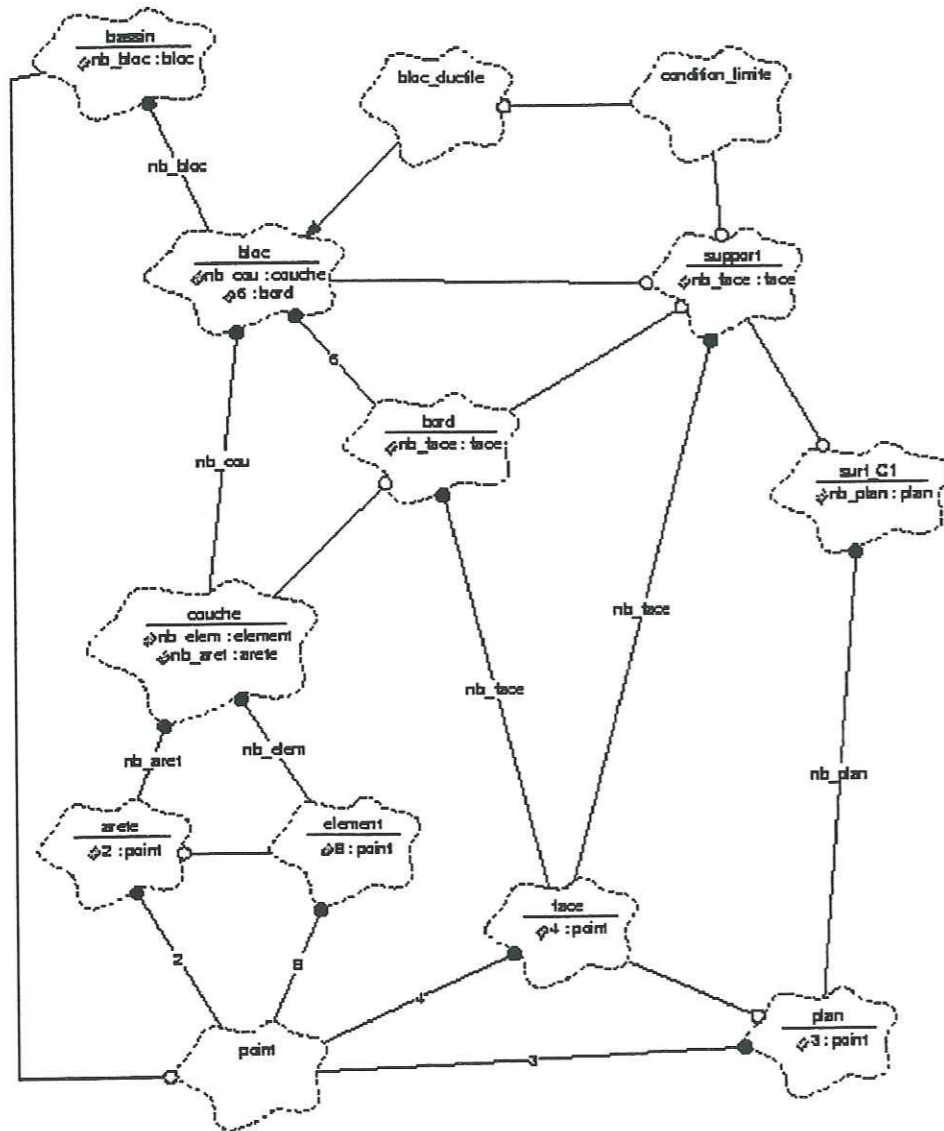 bassin
nb_bloc : bloc
bloc_ductile
condition_limite
nb_bloc
bloc
nb_cou : couche
6 : bord
support
nb_face : face
6
bord
nb_face : face
nb_cou
surf_C1
nb_plan : plan
couche
nb_elem : element
nb_aret : arete
nb_face
nb_face
nb_aret
nb_elem
nb_plan
arete
2 : point
element
8 : point
face
4 : point
2
8
4
point
3
plan
3 : point